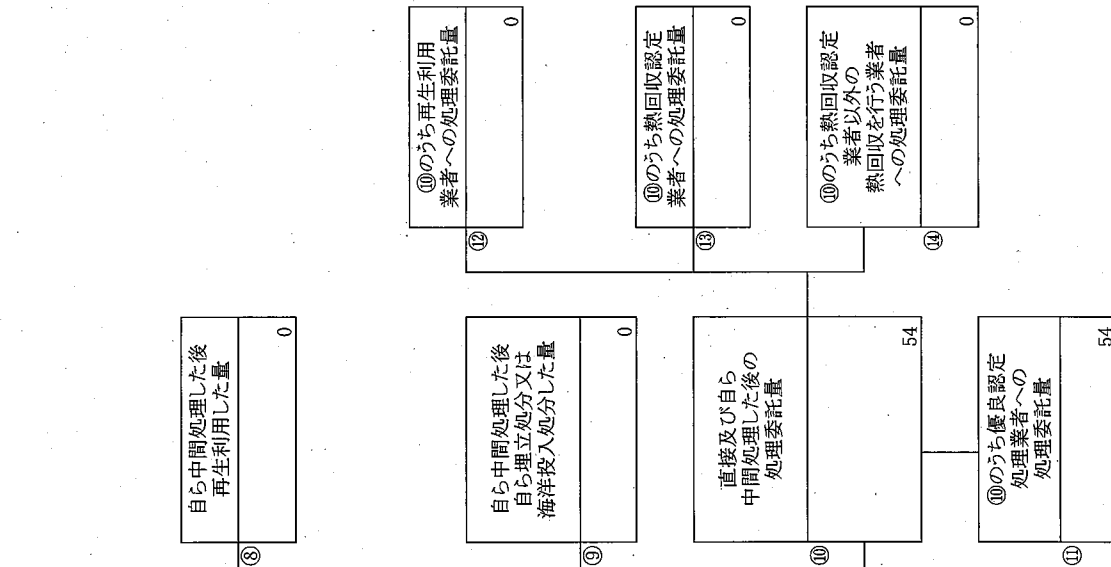 ⑧
自ら中間処理した後
再生利用した量
0
⑨
自ら中間処理した後
自ら埋立処分又は
海洋投入処分した量
0
⑩
直接及び自ら
中間処理した後の
処理委託量
54
⑪
⑩のうち優良認定
処理業者への
処理委託量
54
⑫
⑩のうち再生利用
業者への処理委託量
0
⑬
⑩のうち熱回収認定
業者への処理委託量
0
⑭
⑩のうち熱回収認定
業者以外の
熱回収を行う業者
への処理委託量
0